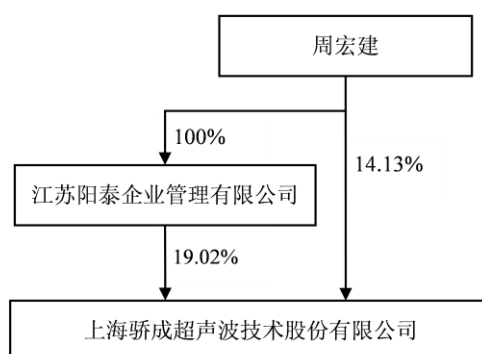 周宏建
100%
14.13%
江苏阳泰企业管理有限公司
19.02%
上海骄成超声波技术股份有限公司